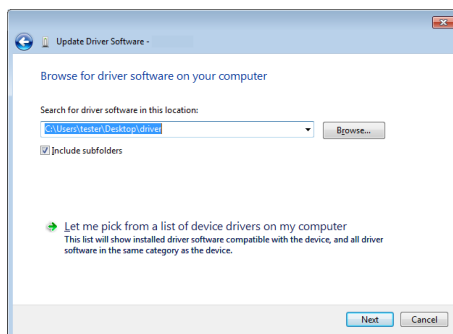 Update Driver Software -
Browse for driver software on your computer
Search for driver software in this location:
C:\Users\tester\Desktop\driver
Browse...
Include subfolders
Let me pick from a list of device drivers on my computer
This list will show installed driver software compatible with the device, and all driver
software in the same category as the device.
Next Cancel